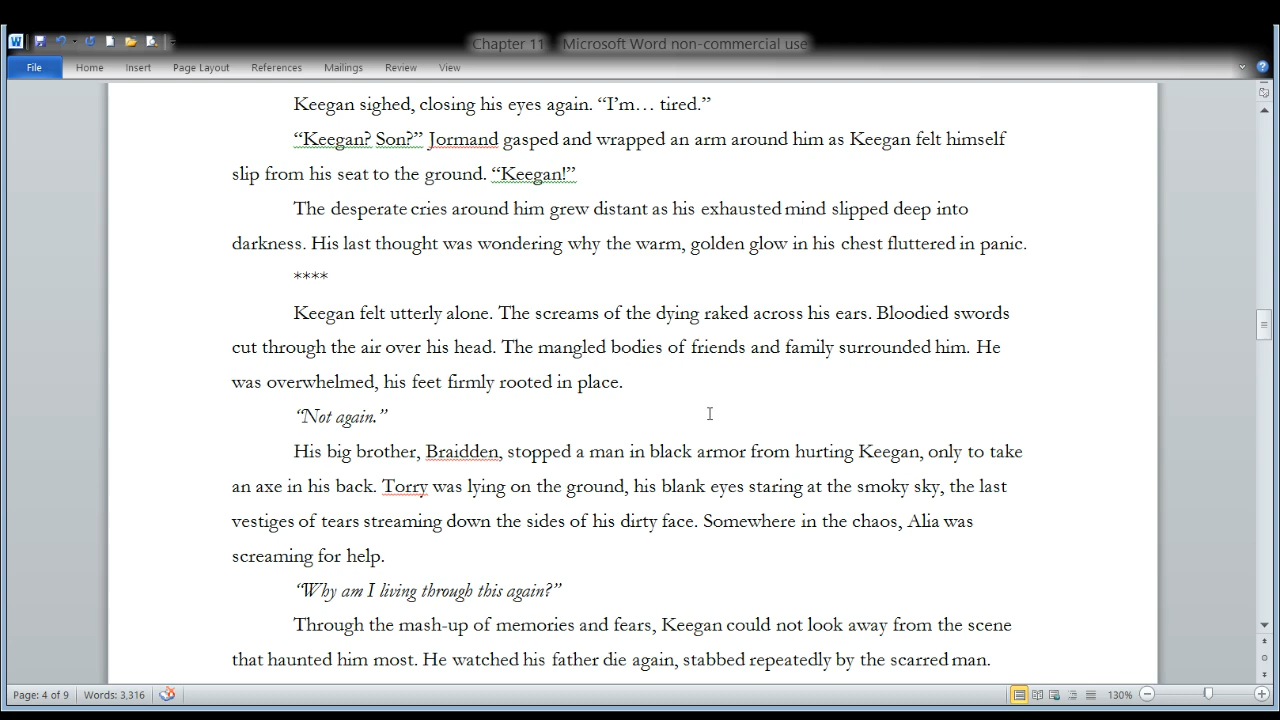 Chapter 11 - Microsoft Word non-commercial use
File Home Insert Page Layout References Mailings Review View
Keegan sighed, closing his eyes again. “I’m… tired.”
“Keegan? Son?” Jormand gasped and wrapped an arm around him as Keegan felt himself
slip from his seat to the ground. “Keegan!”
The desperate cries around him grew distant as his exhausted mind slipped deep into
darkness. His last thought was wondering why the warm, golden glow in his chest fluttered in panic.
****
Keegan felt utterly alone. The screams of the dying raked across his ears. Bloodied swords
cut through the air over his head. The mangled bodies of friends and family surrounded him. He
was overwhelmed, his feet firmly rooted in place.
“Not again.”
His big brother, Braidden, stopped a man in black armor from hurting Keegan, only to take
an axe in his back. Torry was lying on the ground, his blank eyes staring at the smoky sky, the last
vestiges of tears streaming down the sides of his dirty face. Somewhere in the chaos, Alia was
screaming for help.
“Why am I living through this again?”
Through the mash-up of memories and fears, Keegan could not look away from the scene
that haunted him most. He watched his father die again, stabbed repeatedly by the scarred man.
Page: 4 of 9 Words: 3,316 130%